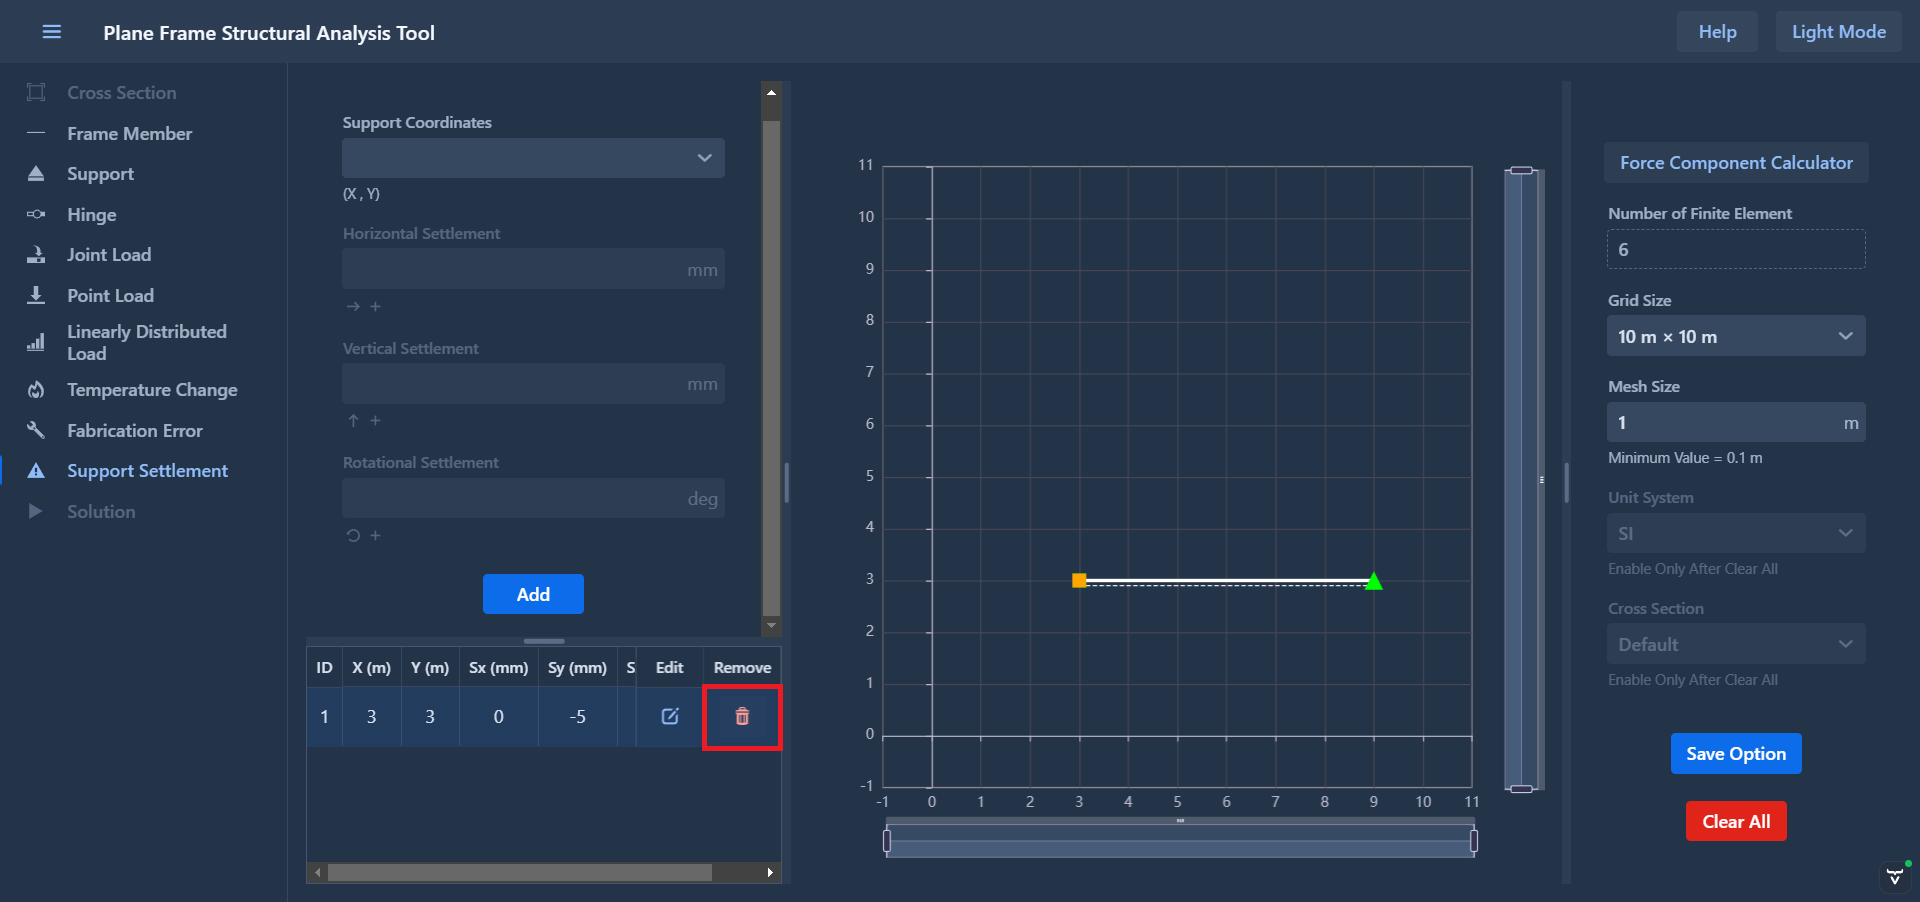 Plane Frame Structural Analysis Tool
Help
Light Mode
Cross Section
Frame Member
Support
Hinge
Joint Load
Point Load
Linearly Distributed
Load
Temperature Change
Fabrication Error
Support Settlement
Solution
Support Coordinates
(X , Y)
Horizontal Settlement
mm
→ +
Vertical Settlement
mm
↑ +
Rotational Settlement
deg
+
Add
ID X (m) Y (m) Sx (mm) Sy (mm) S Edit Remove
1 3 3 0 -5
11
10
9
8
7
6
5
4
3
2
1
0
-1
-1 0 1 2 3 4 5 6 7 8 9 10 11
Force Component Calculator
Number of Finite Element
6
Grid Size
10 m × 10 m
Mesh Size
1 m
Minimum Value = 0.1 m
Unit System
SI
Enable Only After Clear All
Cross Section
Default
Enable Only After Clear All
Save Option
Clear All